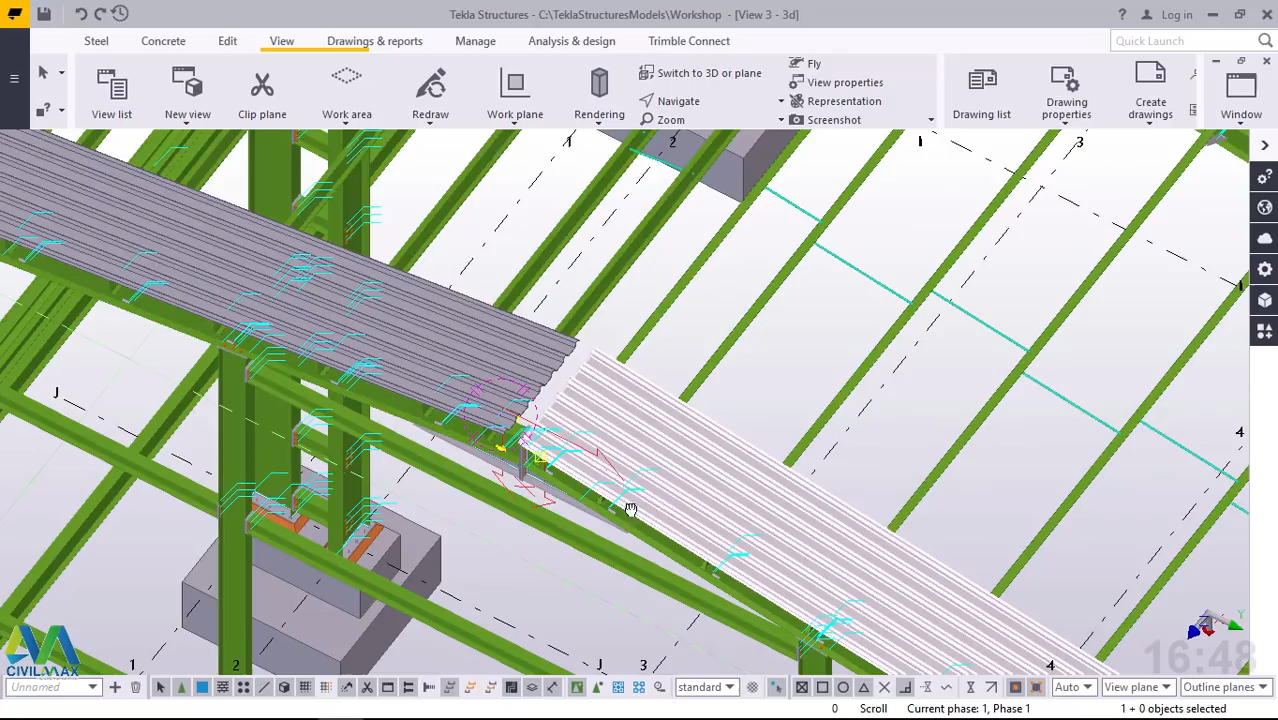 Tekla Structures - C:\TeklaStructuresModels\Workshop - [View 3 - 3d]
Log in
Steel
Concrete
Edit
View
Drawings & reports
Manage
Analysis & design
Trimble Connect
Quick Launch
View list
New view
Clip plane
Work area
Redraw
Work plane
Rendering
Fly
Switch to 3D or plane
View properties
Navigate
Representation
Zoom
Screenshot
Drawing list
Drawing properties
Create drawings
Window
1
2
1
3
1
J
4
1
2
J
3
4
Y
CIVILMAX
16:48
Unnamed
standard
Auto
View plane
Outline planes
0
Scroll
Current phase: 1, Phase 1
1 + 0 objects selected